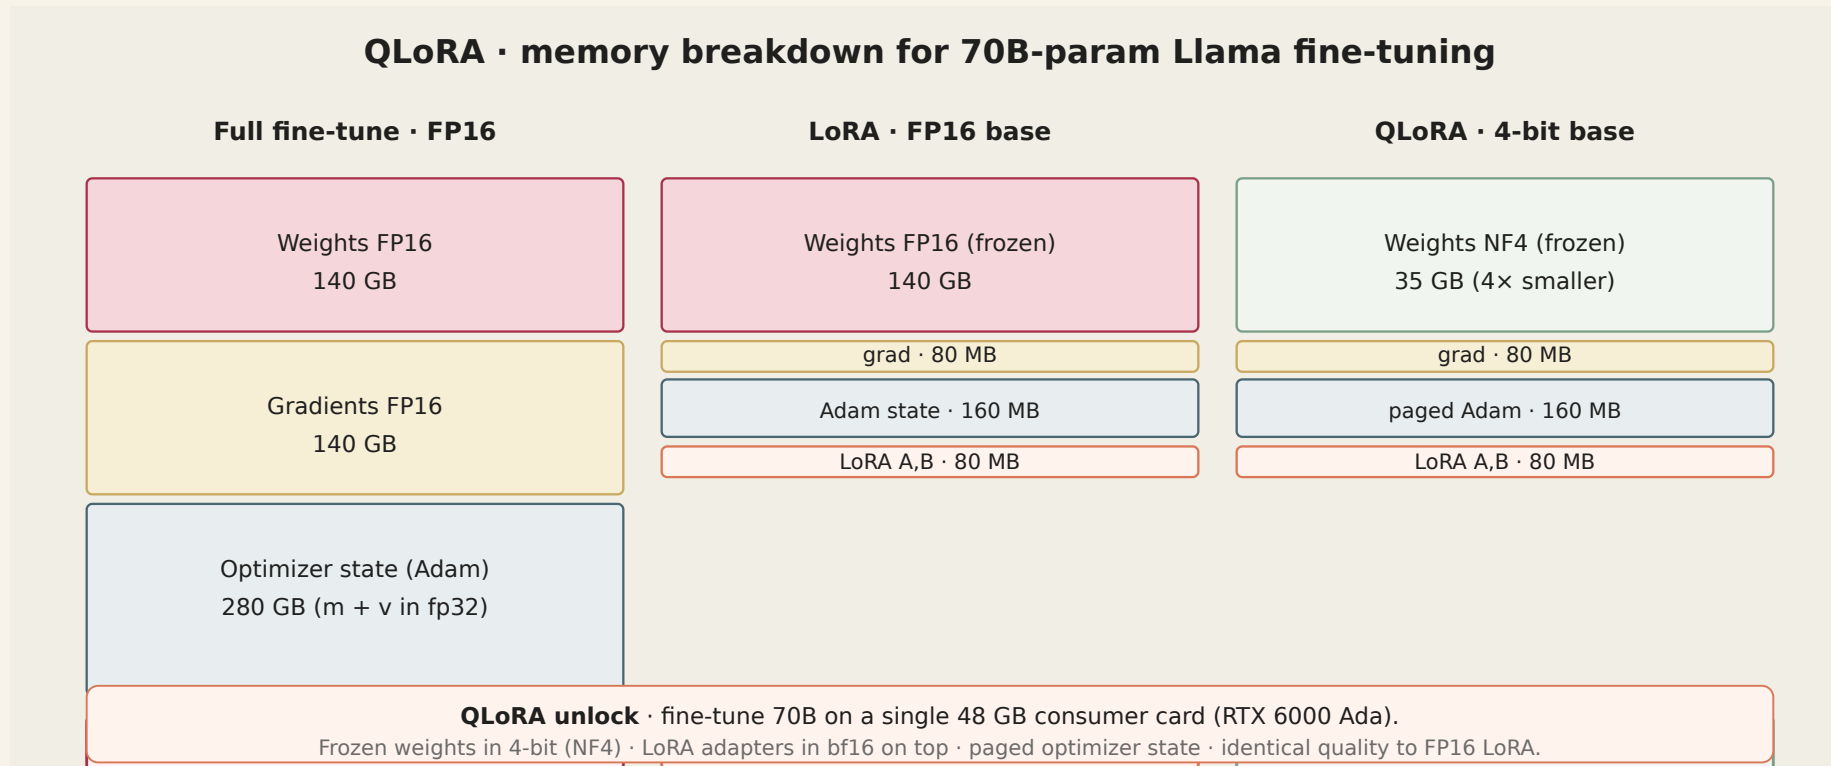 QLoRA · memory breakdown for 70B-param Llama fine-tuning
Full fine-tune · FP16
Weights FP16
140 GB
Gradients FP16
140 GB
Optimizer state (Adam)
280 GB (m + v in fp32)
LoRA · FP16 base
Weights FP16 (frozen)
140 GB
grad · 80 MB
Adam state · 160 MB
LoRA A,B · 80 MB
QLoRA · 4-bit base
Weights NF4 (frozen)
35 GB (4× smaller)
grad · 80 MB
paged Adam · 160 MB
LoRA A,B · 80 MB
QLoRA unlock · fine-tune 70B on a single 48 GB consumer card (RTX 6000 Ada).
Frozen weights in 4-bit (NF4) · LoRA adapters in bf16 on top · paged optimizer state · identical quality to FP16 LoRA.